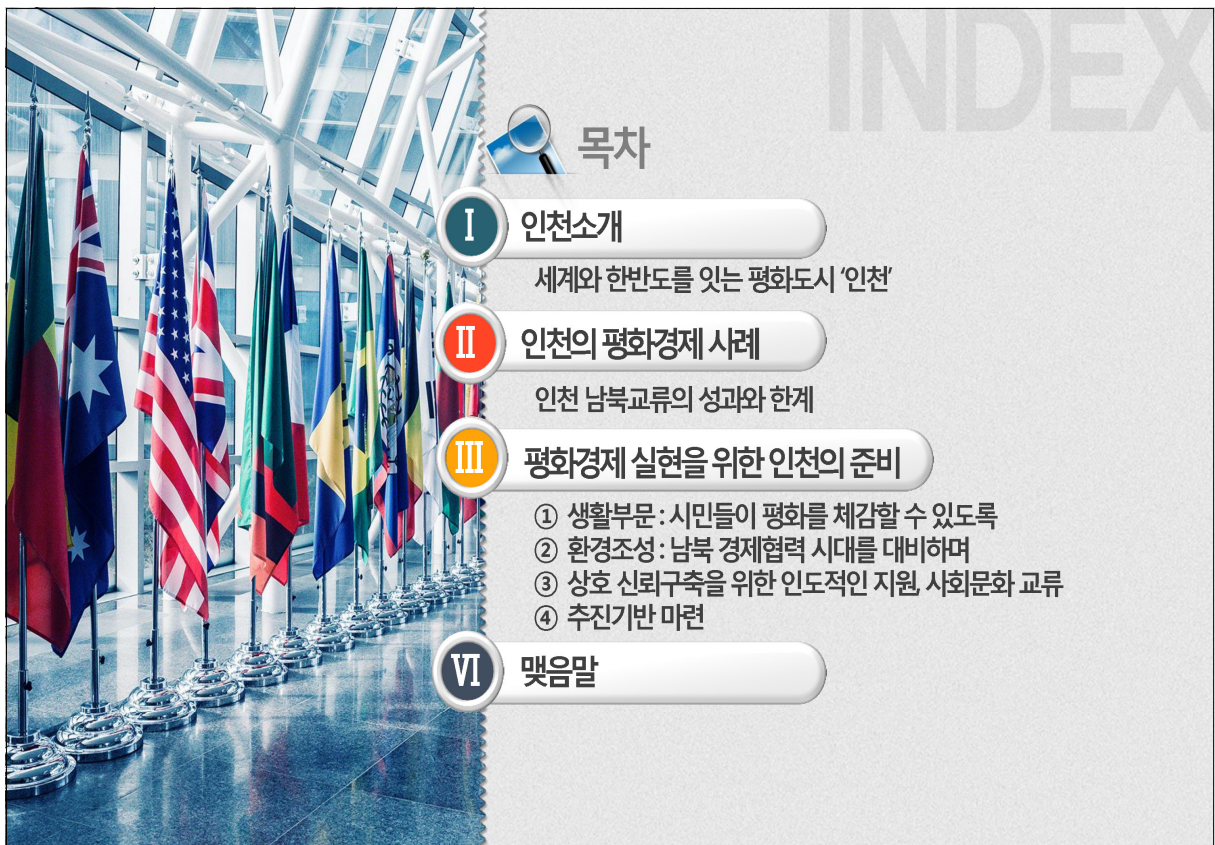 INDEX
목차
Ⅰ 인천소개
세계와 한반도를 잇는 평화도시 ‘인천’
Ⅱ 인천의 평화경제 사례
인천 남북교류의 성과와 한계
Ⅲ 평화경제 실현을 위한 인천의 준비
① 생활부문 : 시민들이 평화를 체감할 수 있도록
② 환경조성 : 남북 경제협력 시대를 대비하며
③ 상호 신뢰구축을 위한 인도적인 지원, 사회문화 교류
④ 추진기반 마련
Ⅵ 맺음말